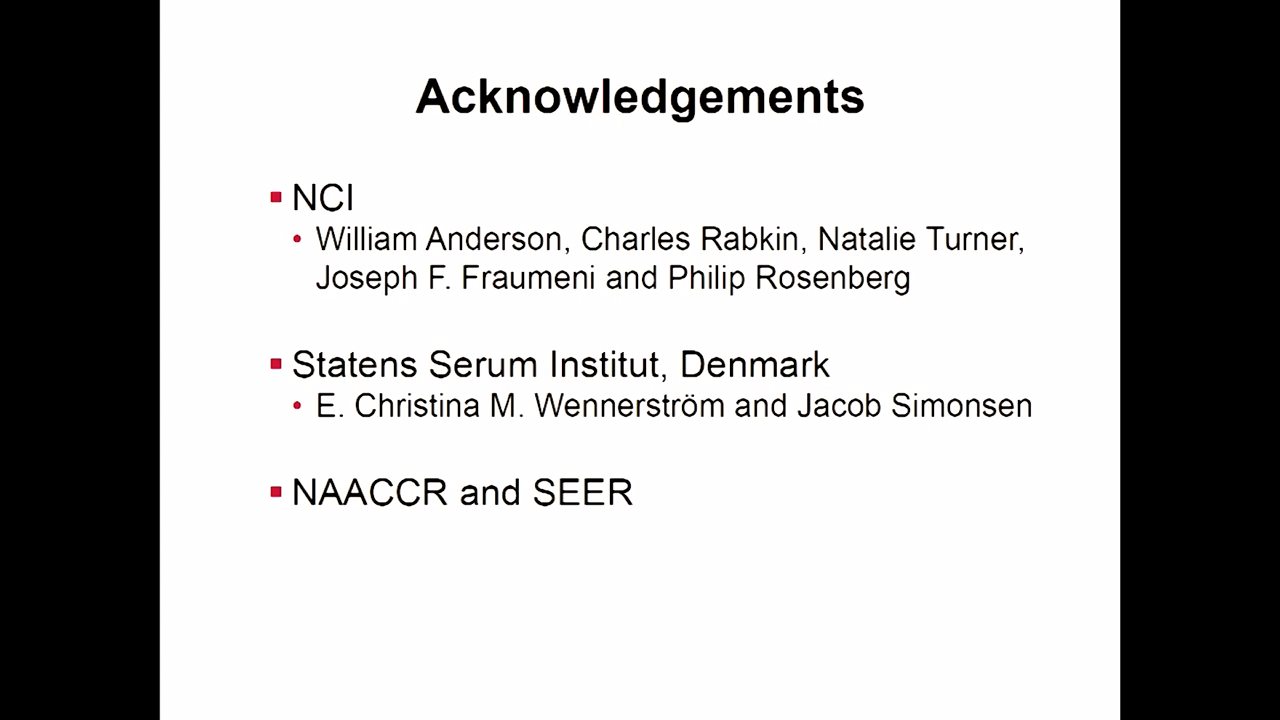 Acknowledgements
NCI
William Anderson, Charles Rabkin, Natalie Turner,
Joseph F. Fraumeni and Philip Rosenberg
Statens Serum Institut, Denmark
E. Christina M. Wennerström and Jacob Simonsen
NAACCR and SEER